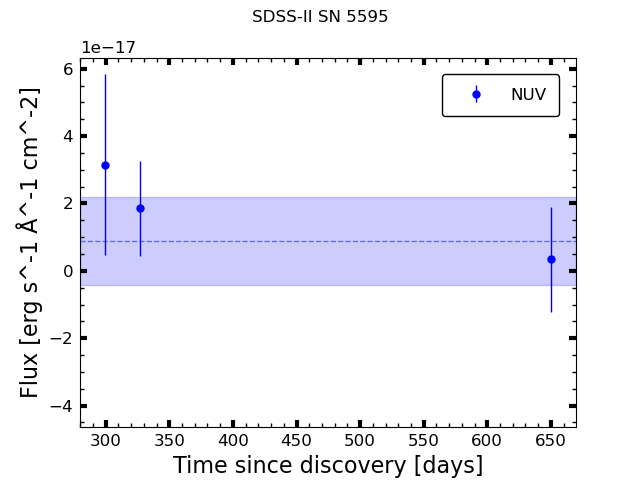 SDSS-II SN 5595
1e−17
NUV
6
4
2
0
−2
−4
Flux [erg s^-1 Å^-1 cm^-2]
300 350 400 450 500 550 600 650
Time since discovery [days]